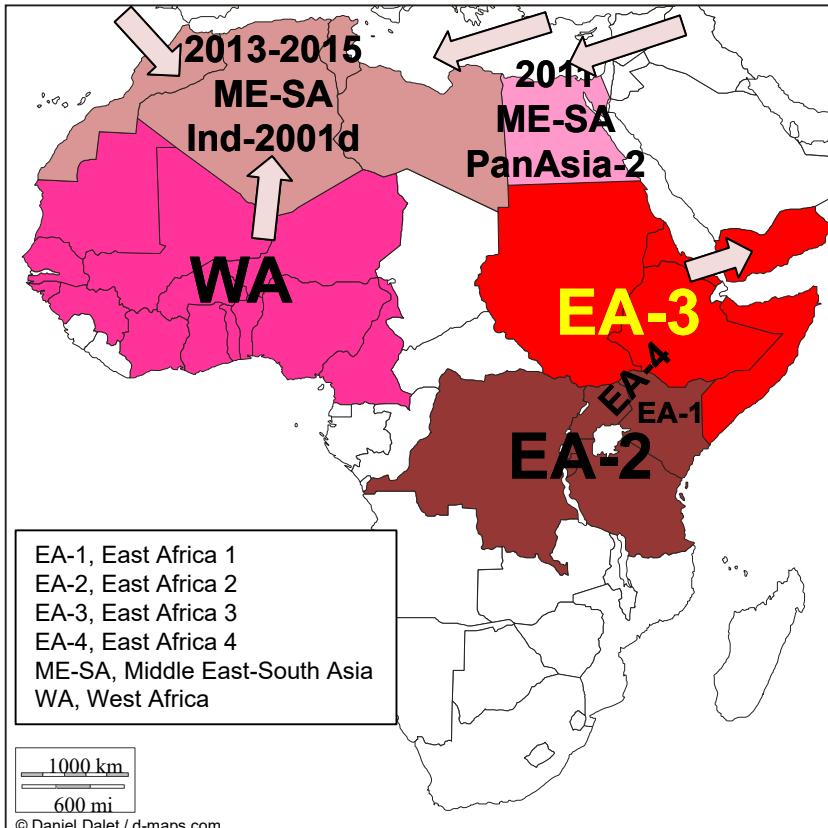 2013-2015
ME-SA
Ind-2001d
2011
ME-SA
PanAsia-2
WA
EA-3
EA-4
EA-1
EA-2
EA-1, East Africa 1
EA-2, East Africa 2
EA-3, East Africa 3
EA-4, East Africa 4
ME-SA, Middle East-South Asia
WA, West Africa
1000 km
600 mi
© Daniel Dalet / d-maps.com